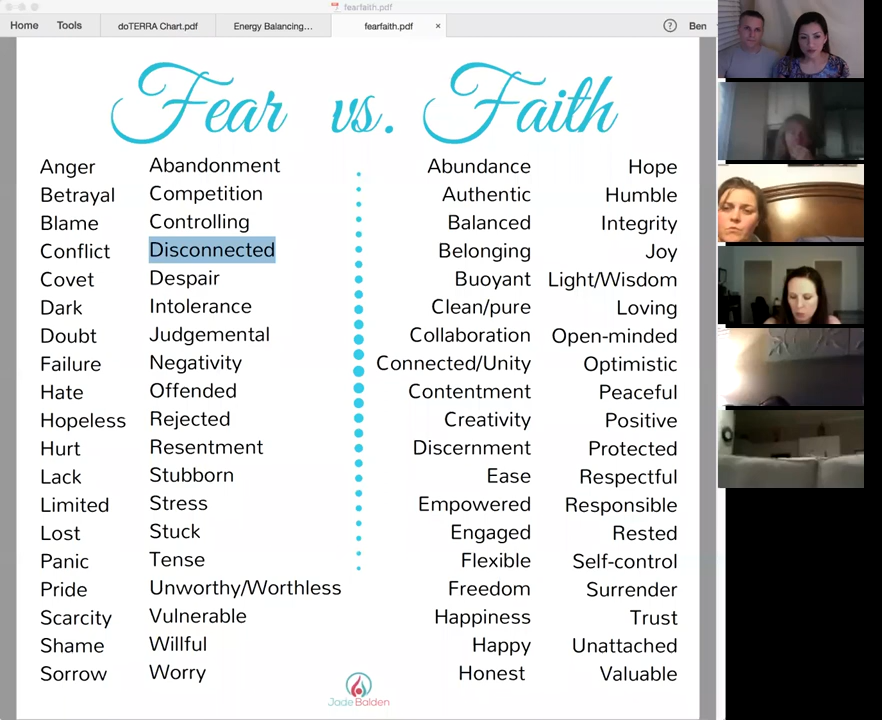 fearfaith.pdf
Home Tools doTERRA Chart.pdf Energy Balancing... fearfaith.pdf × ? Ben
Fear vs. Faith
Anger Abandonment Abundance Hope
Betrayal Competition Authentic Humble
Blame Controlling Balanced Integrity
Conflict Disconnected Belonging Joy
Covet Despair Buoyant Light/Wisdom
Dark Intolerance Clean/pure Loving
Doubt Judgemental Collaboration Open-minded
Failure Negativity Connected/Unity Optimistic
Hate Offended Contentment Peaceful
Hopeless Rejected Creativity Positive
Hurt Resentment Discernment Protected
Lack Stubborn Ease Respectful
Limited Stress Empowered Responsible
Lost Stuck Engaged Rested
Panic Tense Flexible Self-control
Pride Unworthy/Worthless Freedom Surrender
Scarcity Vulnerable Happiness Trust
Shame Willful Happy Unattached
Sorrow Worry Honest Valuable
Jade Balden